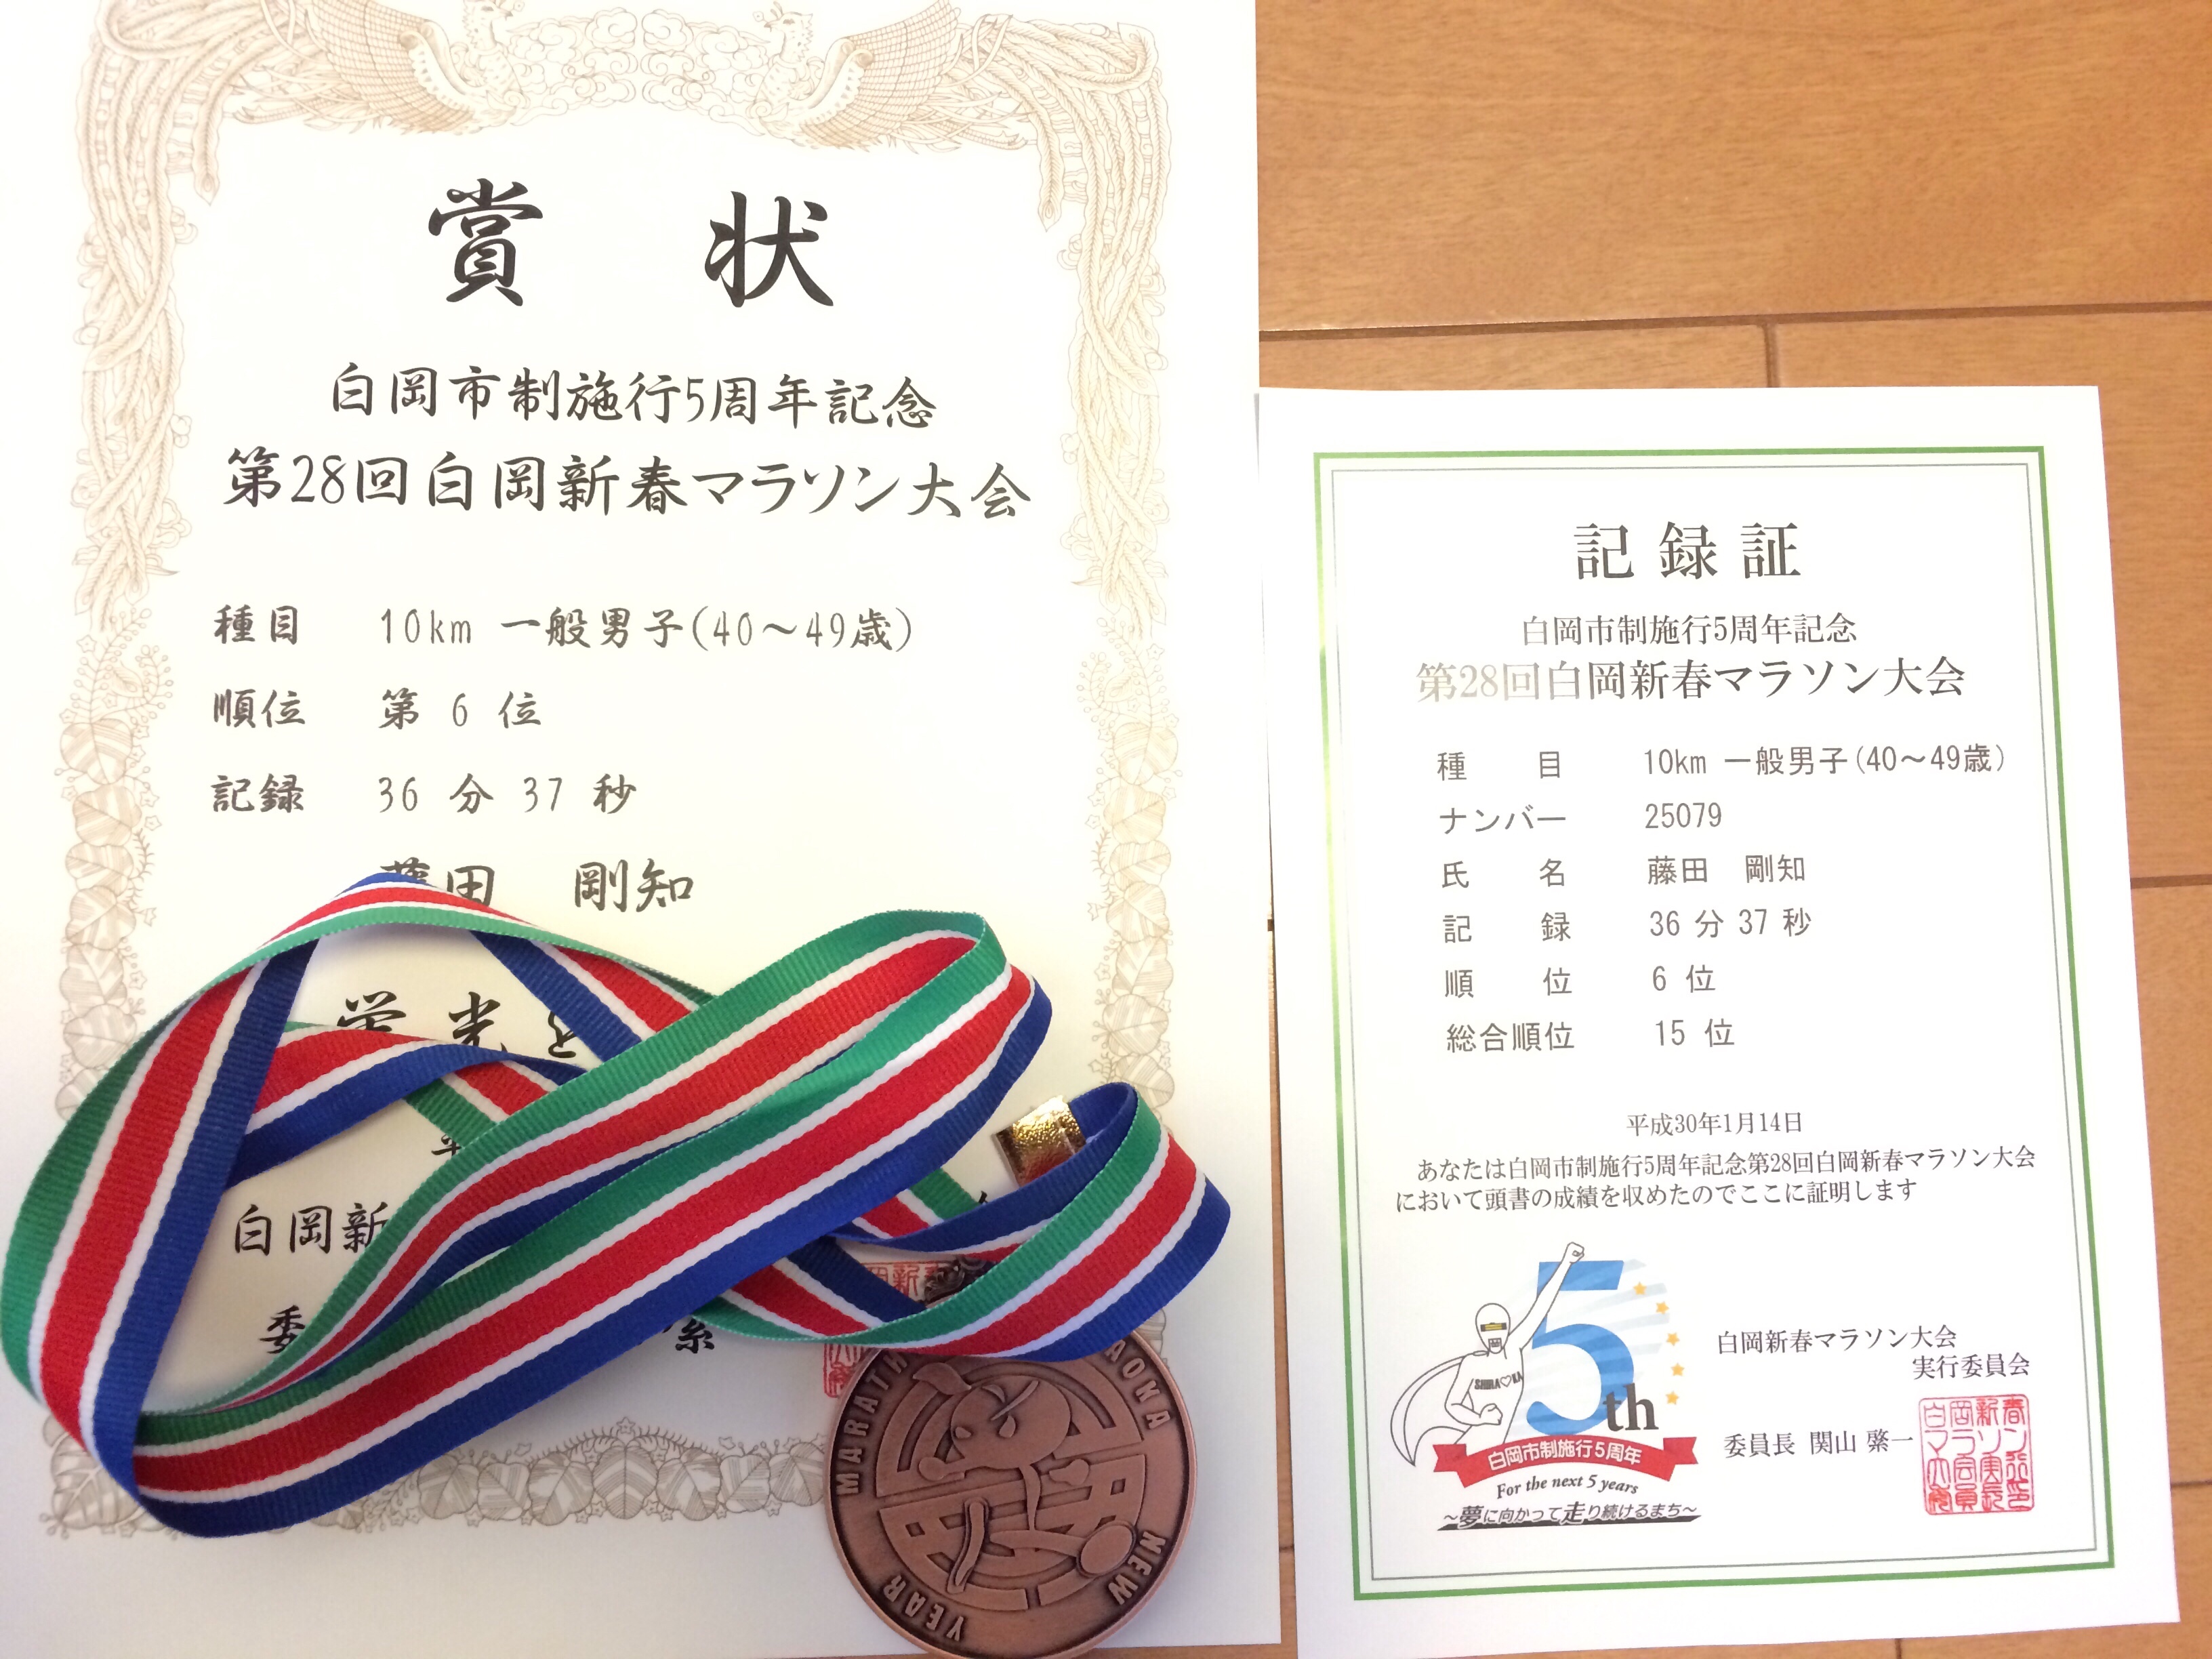 賞 状
白岡市制施行5周年記念
第28回白岡新春マラソン大会
種目 10km 一般男子(40～49歳)
順位 第 6 位
記録 36 分 37 秒
藤田 剛知
栄光と
白岡新
委
MARATH
AOKA
NEW
YEAR
記録証
白岡市制施行5周年記念
第28回白岡新春マラソン大会
種 目 10km 一般男子(40～49歳)
ナンバー 25079
氏 名 藤田 剛知
記 録 36 分 37 秒
順 位 6 位
総合順位 15 位
平成30年1月14日
あなたは白岡市制施行5周年記念第28回白岡新春マラソン大会
において頭書の成績を収めたのでここに証明します
SHIRA♡KA
5th
白岡市制施行5周年
For the next 5 years
～夢に向かって走り続けるまち～
白岡新春マラソン大会
実行委員会
委員長 関山 繁一